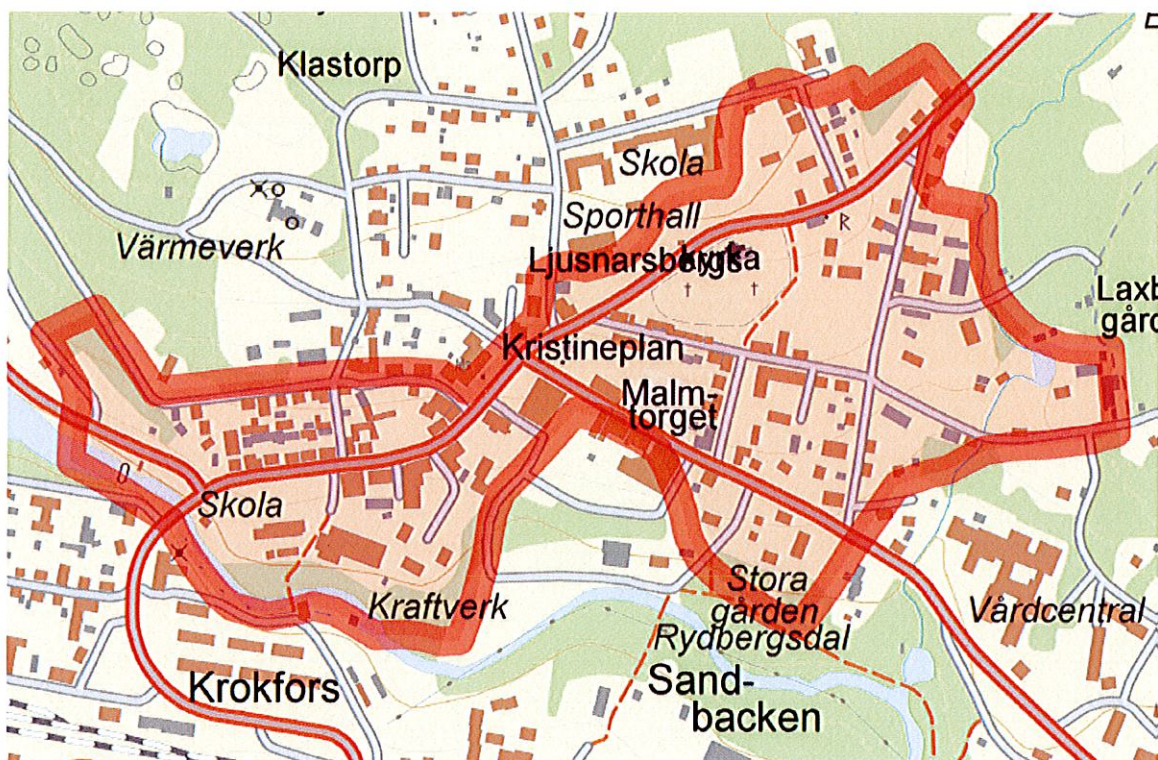 Klastorp
Skola
Sporthall
Värmeverk
Ljusnarsbergs
kyrka
R
Laxb
gård
Kristineplan
Malm-
torget
Skola
Kraftverk
Stora
gården
Rydbergsdal
Vårdcentral
Krokfors
Sand-
backen